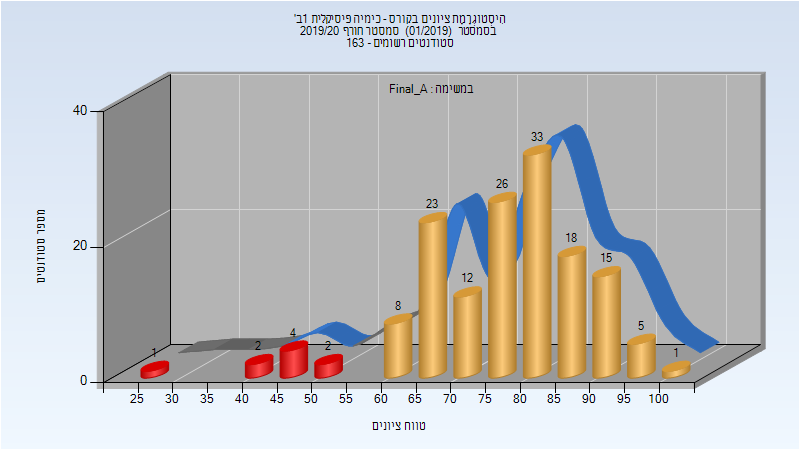 היסטוגרמת ציונים בקורס - כימיה פיסיקלית 1ב'
בסמסטר (01/2019) סמסטר חורף 2019/20
סטודנטים רשומים - 163
במשימה : Final_A
מספר סטודנטים
40
20
0
1
2
4
2
8
23
12
26
33
18
15
5
1
25 30 35 40 45 50 55 60 65 70 75 80 85 90 95 100
טווח ציונים